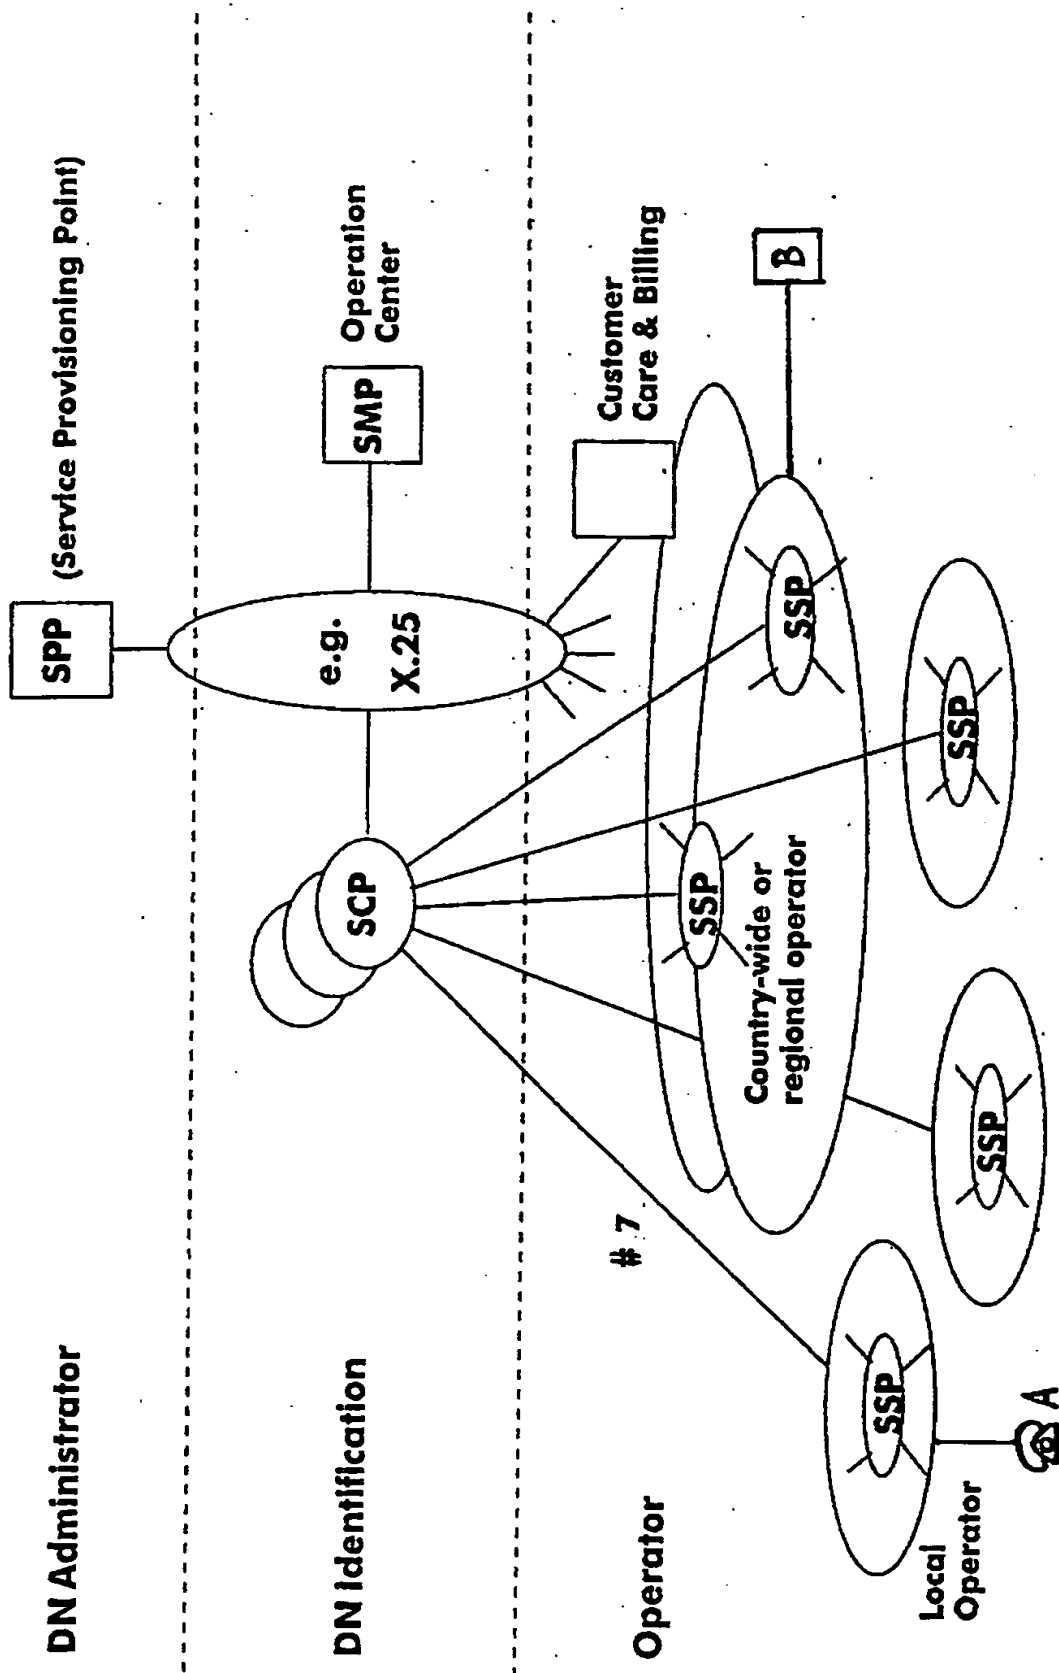 DN Administrator
SPP
(Service Provisioning Point)
DN Identification
SCP
e.g.
X.25
SMP
Operation
Center
Operator
# 7
Customer
Care & Billing
SSP
Country-wide or
regional operator
SSP
B
SSP
SSP
SSP
Local
Operator
A